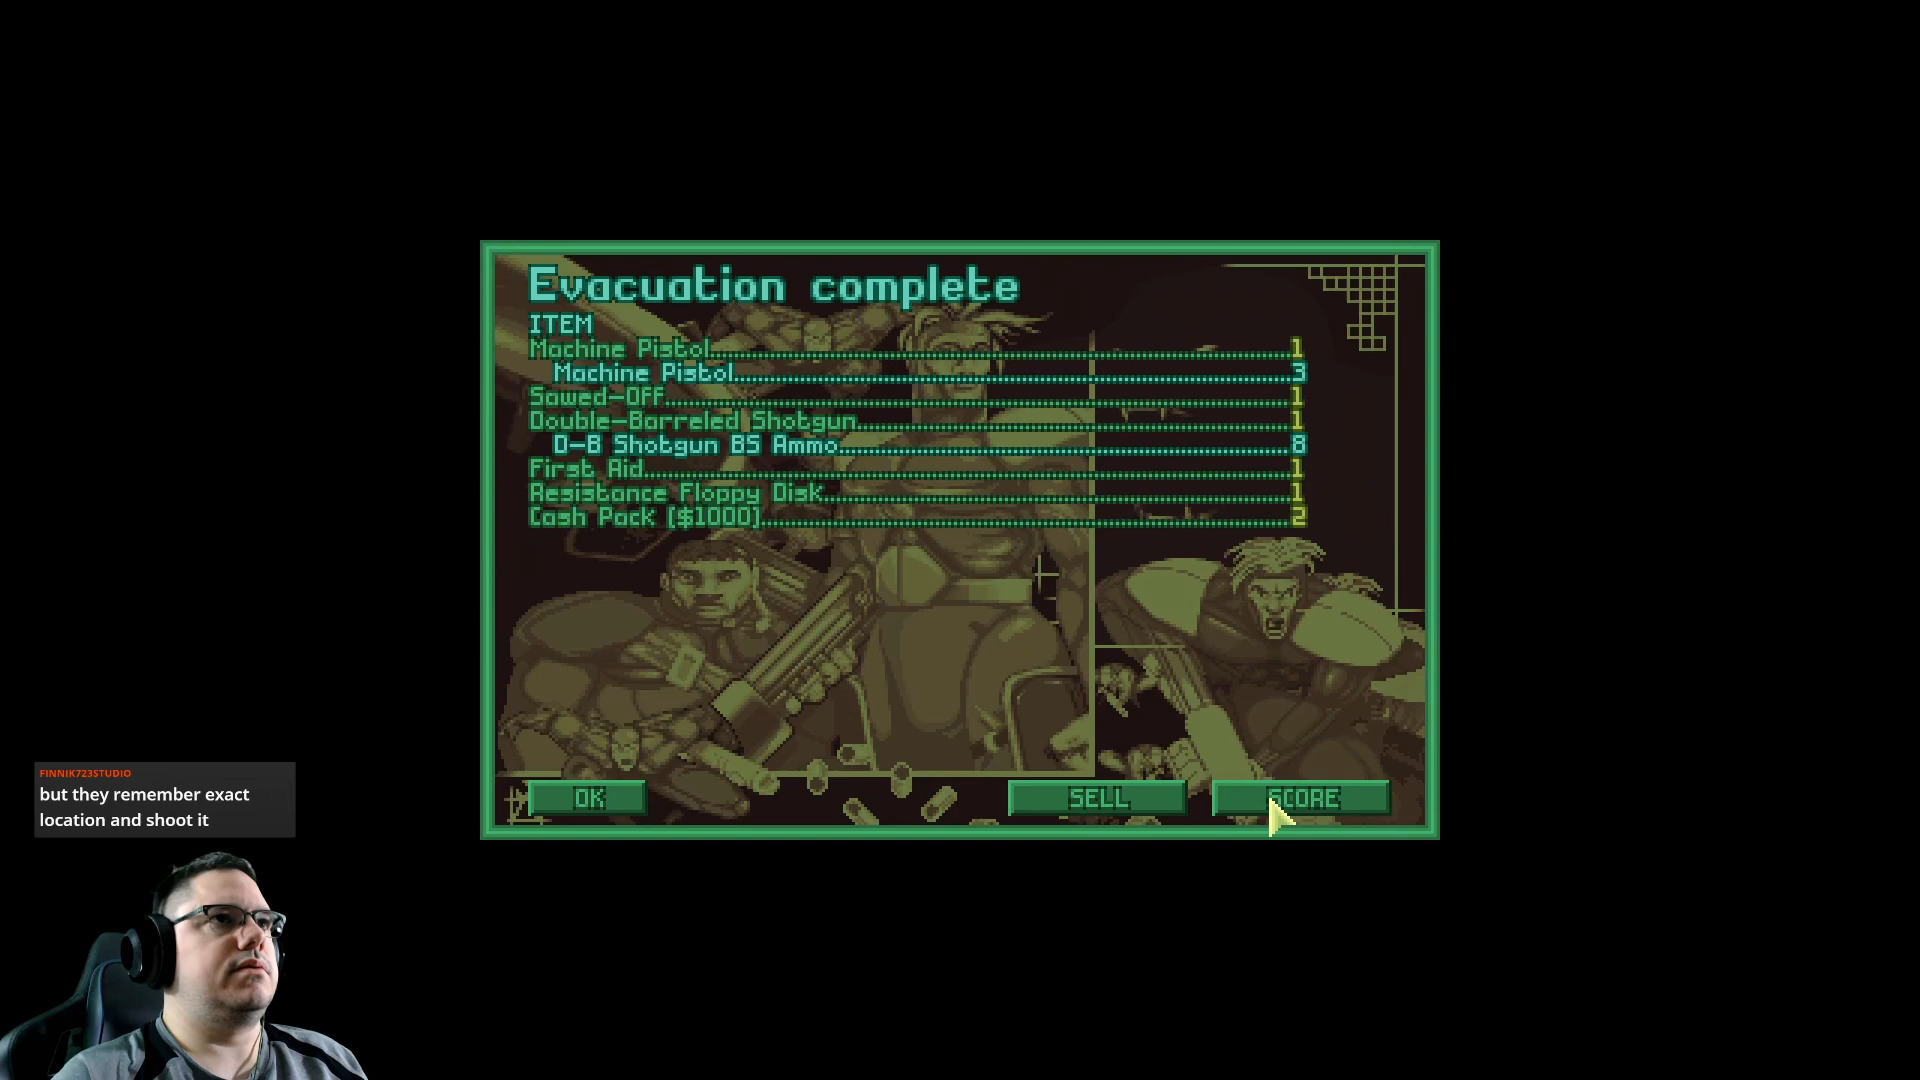 Evacuation complete
ITEM
Machine Pistol 1
Machine Pistol 3
Sawed-Off 1
Double-Barreled Shotgun 1
D-B Shotgun BS Ammo 8
First Aid 1
Resistance Floppy Disk 1
Cash Pack [$1000] 2
OK SELL SCORE
FINNIK723STUDIO
but they remember exact
location and shoot it